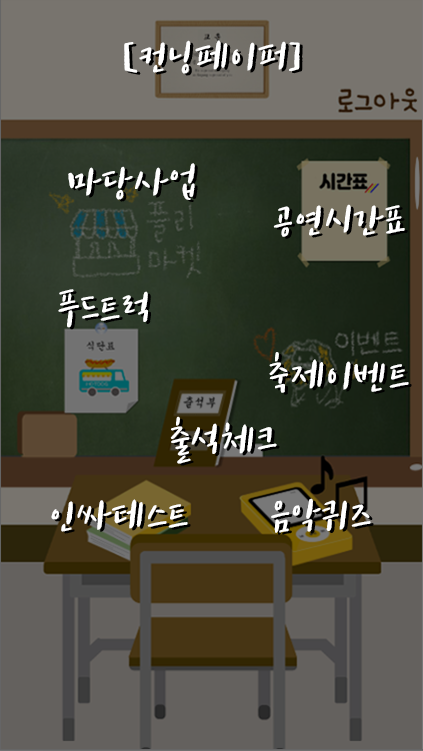 교훈
[컨닝페이퍼]
로그아웃
마당사업
시간표
플리
마켓
공연시간표
푸드트럭
식단표
이벤트
축제이벤트
출석부
출석체크
인싸테스트
음악퀴즈